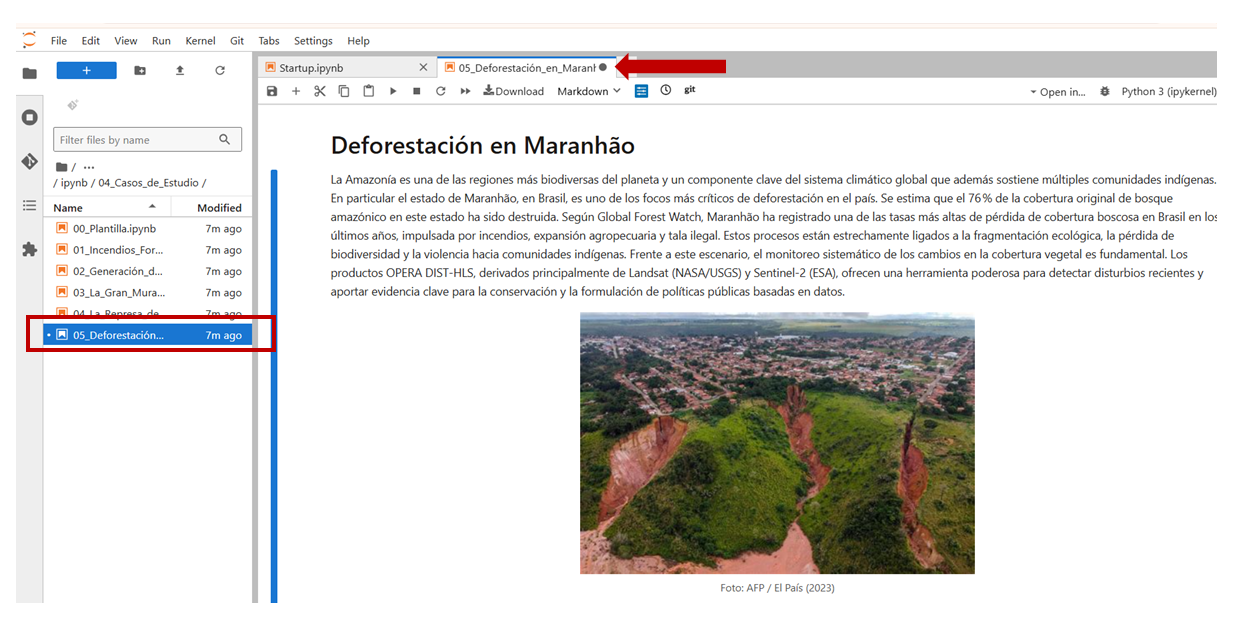 File Edit View Run Kernel Git Tabs Settings Help
Startup.ipynb
05_Deforestación_en_Maranh
Download Markdown git Open in... Python 3 (ipykernel)
Filter files by name
/ ...
/ ipynb / 04_Casos_de_Estudio /
Name Modified
00_Plantilla.ipynb 7m ago
01_Incendios_For... 7m ago
02_Generación_d... 7m ago
03_La_Gran_Mura... 7m ago
04_La_Represa_de... 7m ago
05_Deforestación... 7m ago
Deforestación en Maranhão
La Amazonía es una de las regiones más biodiversas del planeta y un componente clave del sistema climático global que además sostiene múltiples comunidades indígenas.
En particular el estado de Maranhão, en Brasil, es uno de los focos más críticos de deforestación en el país. Se estima que el 76% de la cobertura original de bosque
amazónico en este estado ha sido destruida. Según Global Forest Watch, Maranhão ha registrado una de las tasas más altas de pérdida de cobertura boscosa en Brasil en los
últimos años, impulsada por incendios, expansión agropecuaria y tala ilegal. Estos procesos están estrechamente ligados a la fragmentación ecológica, la pérdida de
biodiversidad y la violencia hacia comunidades indígenas. Frente a este escenario, el monitoreo sistemático de los cambios en la cobertura vegetal es fundamental. Los
productos OPERA DIST-HLS, derivados principalmente de Landsat (NASA/USGS) y Sentinel-2 (ESA), ofrecen una herramienta poderosa para detectar disturbios recientes y
aportar evidencia clave para la conservación y la formulación de políticas públicas basadas en datos.
Foto: AFP / El País (2023)